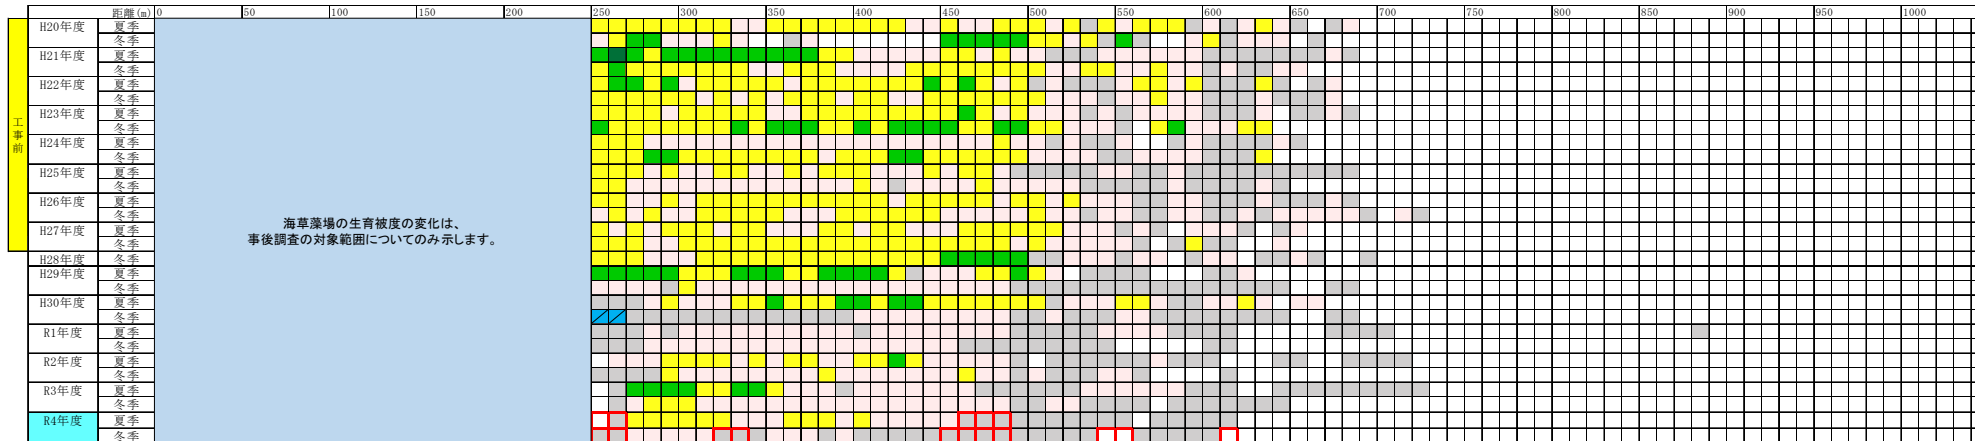 距離(m) 0 50 100 150 200 250 300 350 400 450 500 550 600 650 700 750 800 850 900 950 1000
工事前
H20年度 夏季
冬季
H21年度 夏季
冬季
H22年度 夏季
冬季
H23年度 夏季
冬季
H24年度 夏季
冬季
H25年度 夏季
冬季
H26年度 夏季
冬季
H27年度 夏季
冬季
H28年度 冬季
H29年度 夏季
冬季
H30年度 夏季
冬季
R1年度 夏季
冬季
R2年度 夏季
冬季
R3年度 夏季
冬季
R4年度 夏季
冬季
海草藻場の生育被度の変化は、
事後調査の対象範囲についてのみ示します。